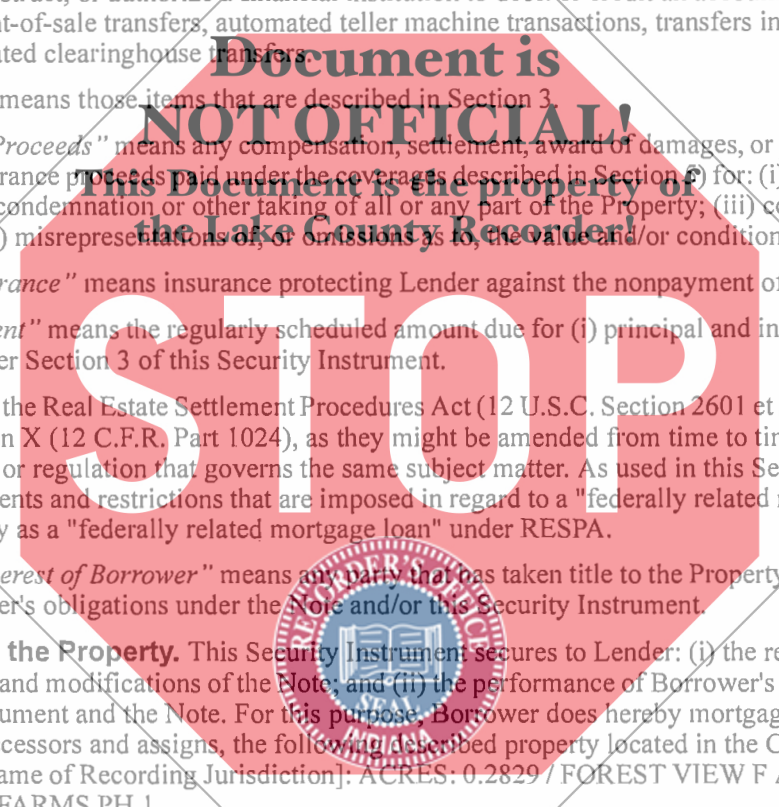 nt-of-sale transfers, automated teller machine transactions, transfers in
ated clearinghouse transfers.
Document is
means those items that are described in Section 3.
NOT OFFICIAL!
Proceeds" means any compensation, settlement, award of damages, or
rance proceeds paid under the coverages described in Section 5) for: (i)
This Document is the property of
condemnation or other taking of all or any part of the Property; (iii) co
the Lake County Recorder!
) misrepresentations of, or omissions as to, the value and/or condition
rance" means insurance protecting Lender against the nonpayment of
ent" means the regularly scheduled amount due for (i) principal and in
er Section 3 of this Security Instrument.
STOP
the Real Estate Settlement Procedures Act (12 U.S.C. Section 2601 et
n X (12 C.F.R. Part 1024), as they might be amended from time to tim
or regulation that governs the same subject matter. As used in this Se
ents and restrictions that are imposed in regard to a "federally related
y as a "federally related mortgage loan" under RESPA.
erest of Borrower" means any party that has taken title to the Property
er's obligations under the Note and/or this Security Instrument.
RECORDER'S OFFICE
the Property. This Security Instrument secures to Lender: (i) the re
and modifications of the Note; and (ii) the performance of Borrower's
SEAL
ument and the Note. For this purpose, Borrower does hereby mortgag
INDIANA
ccessors and assigns, the following described property located in the C
ame of Recording Jurisdiction]: ACRES: 0.2829 / FOREST VIEW F A
FARMS PH 1